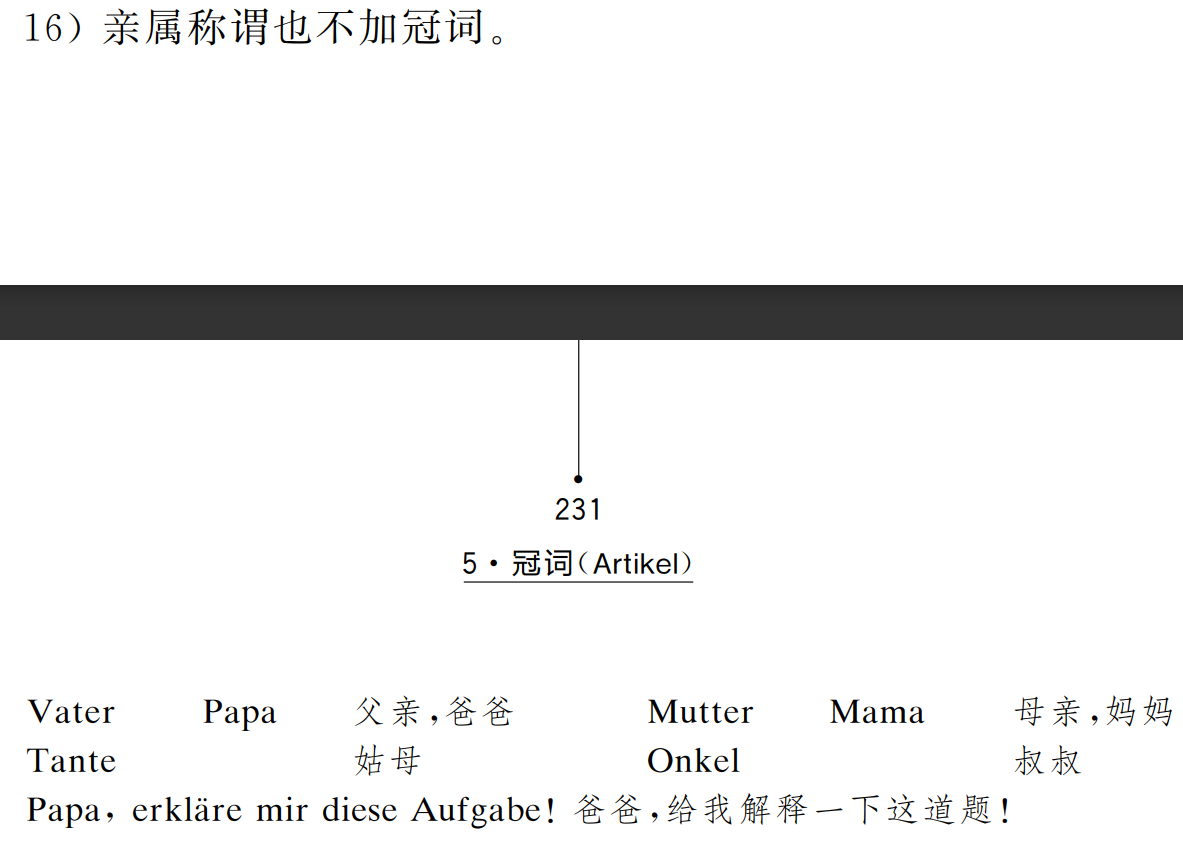 16）亲属称谓也不加冠词。
231
5・冠词（Artikel）
Vater Papa 父亲,爸爸 Mutter Mama 母亲,妈妈
Tante 姑母 Onkel 叔叔
Papa, erkläre mir diese Aufgabe! 爸爸,给我解释一下这道题!